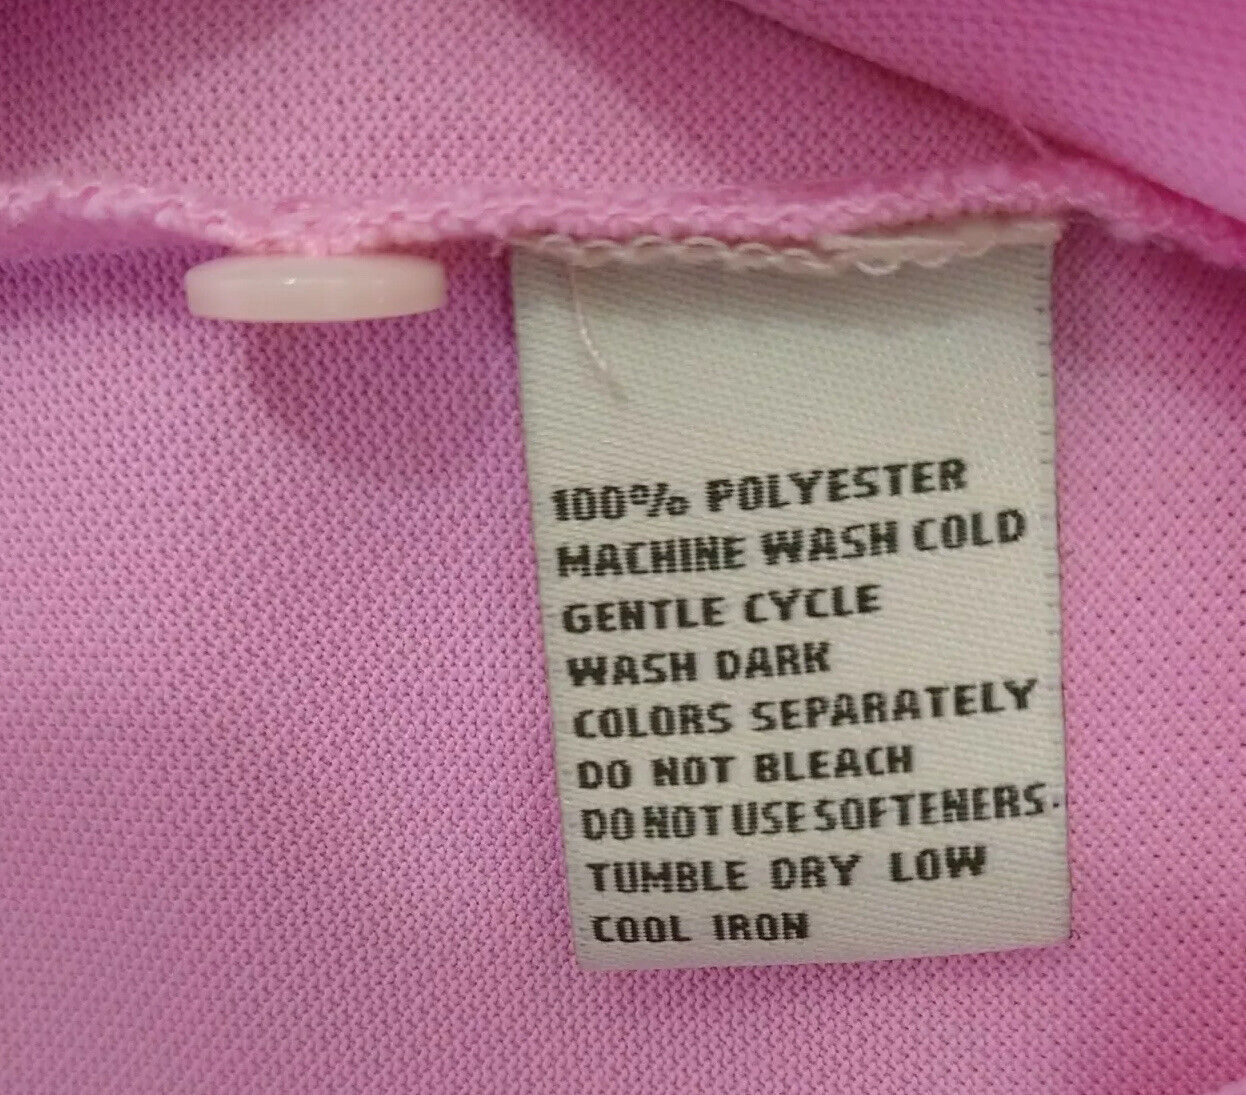 100% POLYESTER
MACHINE WASH COLD
GENTLE CYCLE
WASH DARK
COLORS SEPARATELY
DO NOT BLEACH
DO NOT USE SOFTENERS.
TUMBLE DRY LOW
COOL IRON